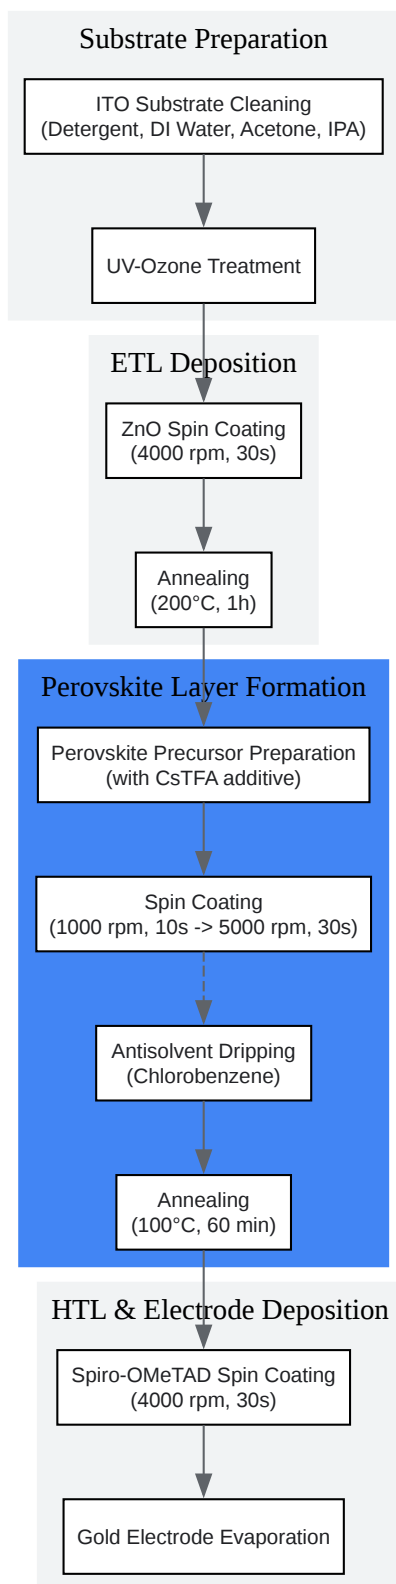 Substrate Preparation
ITO Substrate Cleaning
(Detergent, DI Water, Acetone, IPA)
UV-Ozone Treatment
ETL Deposition
ZnO Spin Coating
(4000 rpm, 30s)
Annealing
(200°C, 1h)
Perovskite Layer Formation
Perovskite Precursor Preparation
(with CsTFA additive)
Spin Coating
(1000 rpm, 10s -> 5000 rpm, 30s)
Antisolvent Dripping
(Chlorobenzene)
Annealing
(100°C, 60 min)
HTL & Electrode Deposition
Spiro-OMeTAD Spin Coating
(4000 rpm, 30s)
Gold Electrode Evaporation